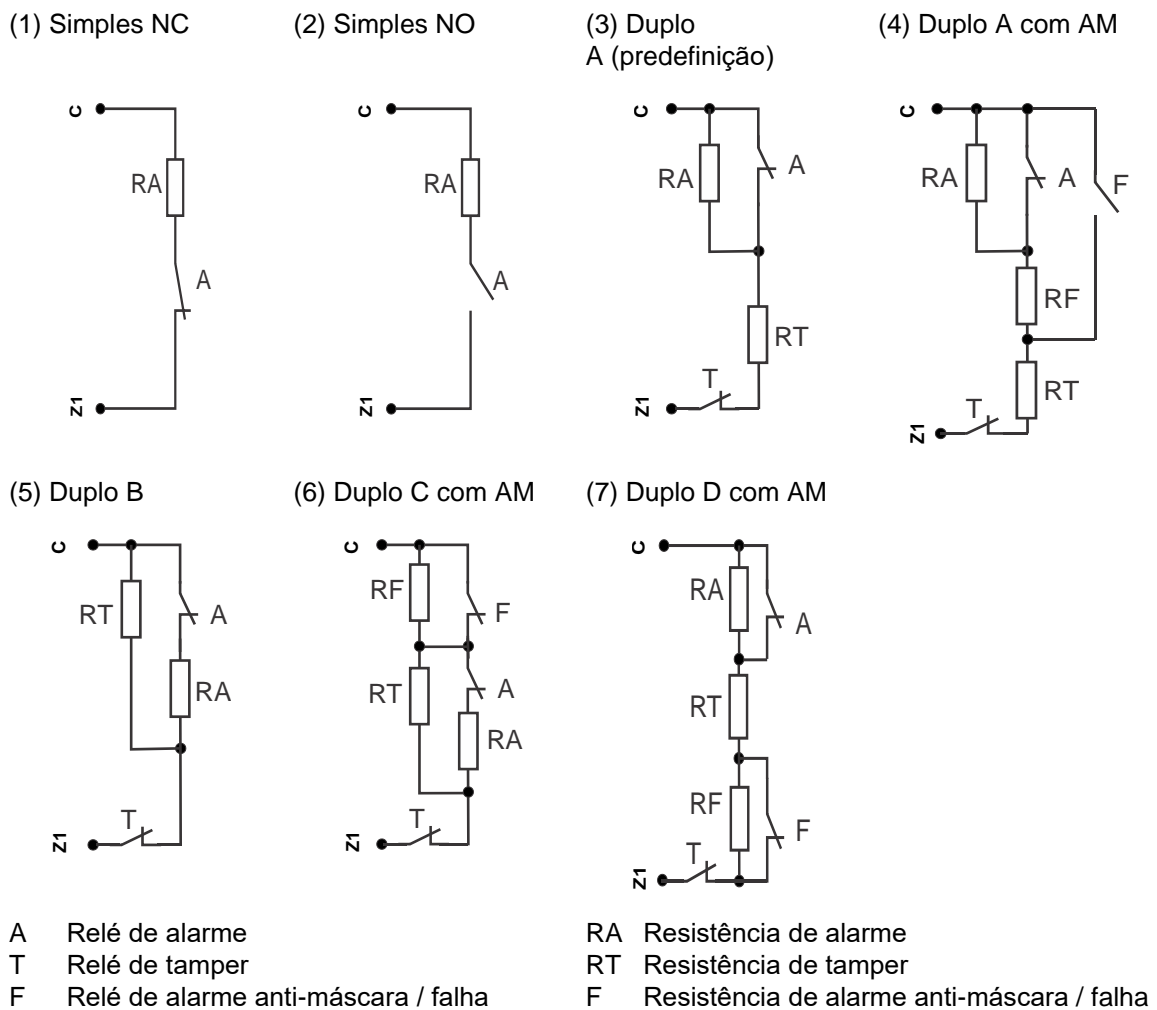 (1) Simples NC
(2) Simples NO
(3) Duplo
A (predefinição)
(4) Duplo A com AM
C
RA
A
Z1
C
RA
A
Z1
C
RA
A
RT
T
Z1
C
RA
A
F
RF
RT
T
Z1
(5) Duplo B
(6) Duplo C com AM
(7) Duplo D com AM
C
RT
A
RA
T
Z1
C
RF
F
RT
A
RA
T
Z1
C
RA
A
RT
RF
F
T
Z1
A Relé de alarme
T Relé de tamper
F Relé de alarme anti-máscara / falha
RA Resistência de alarme
RT Resistência de tamper
F Resistência de alarme anti-máscara / falha